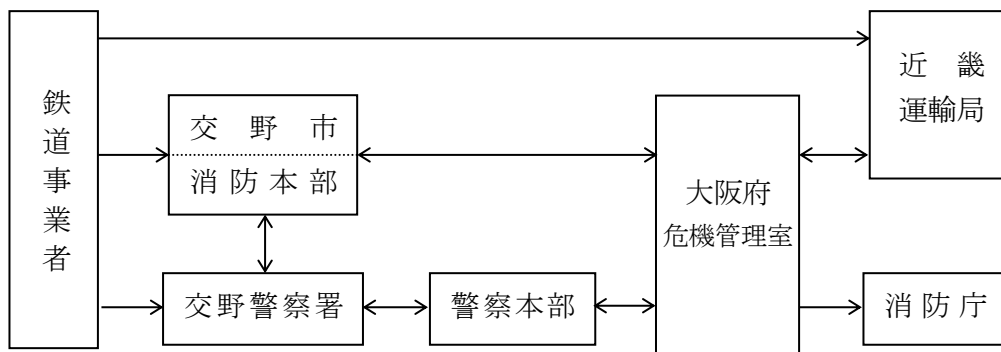 鉄道事業者
交野市
消防本部
交野警察署
警察本部
大阪府
危機管理室
近畿
運輸局
消防庁